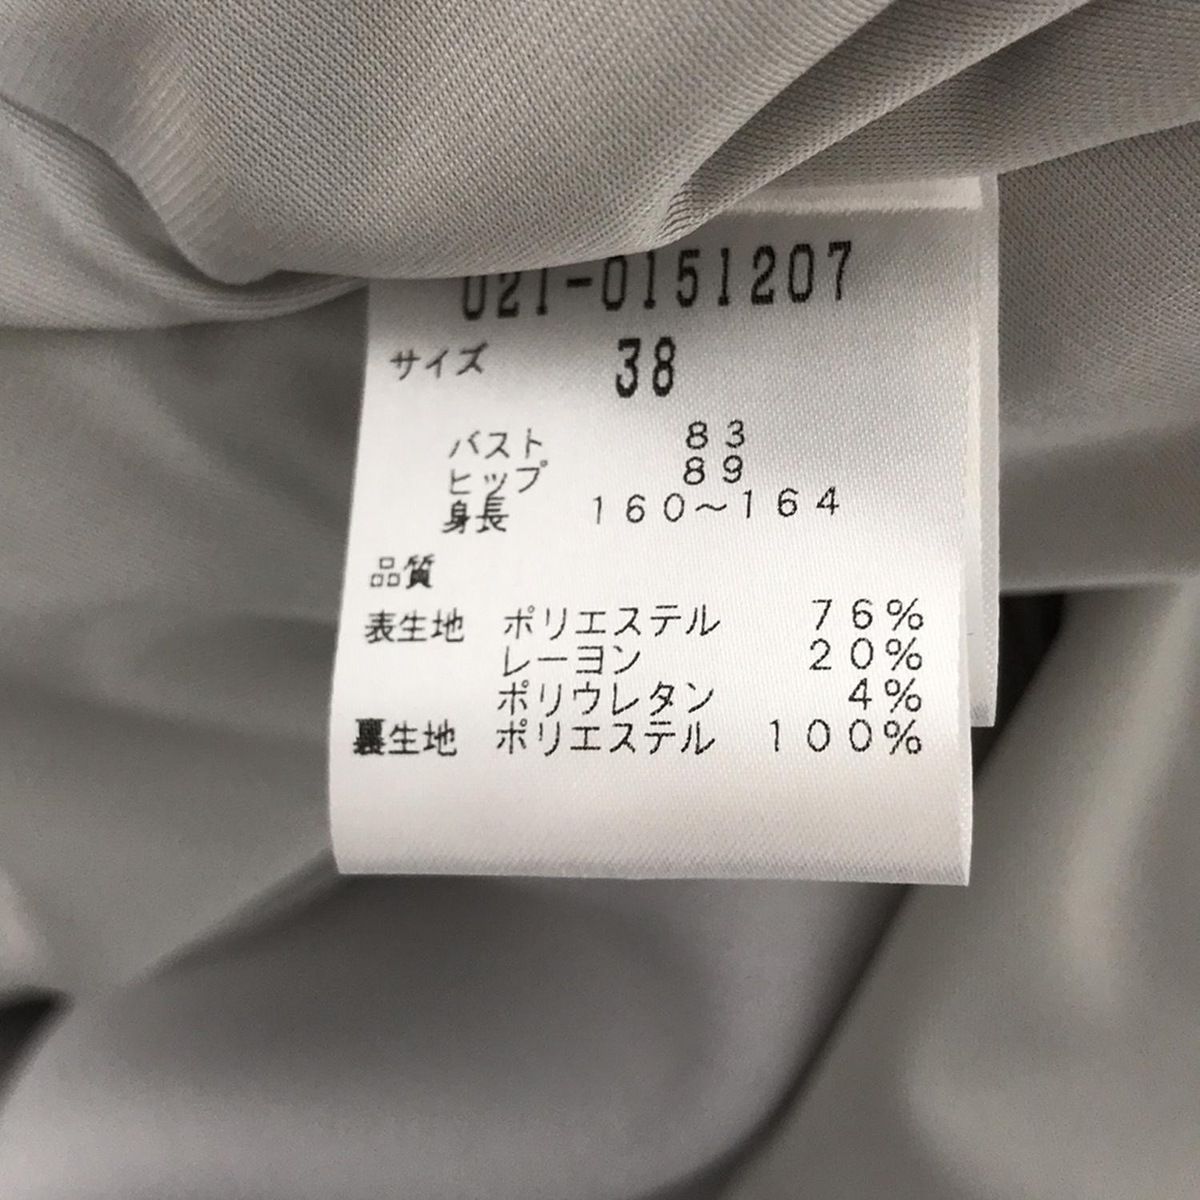 021-0151207
サイズ 38
バスト 83
ヒップ 89
身長 160～164
品質
表生地 ポリエステル 76%
レーヨン 20%
ポリウレタン 4%
裏生地 ポリエステル 100%